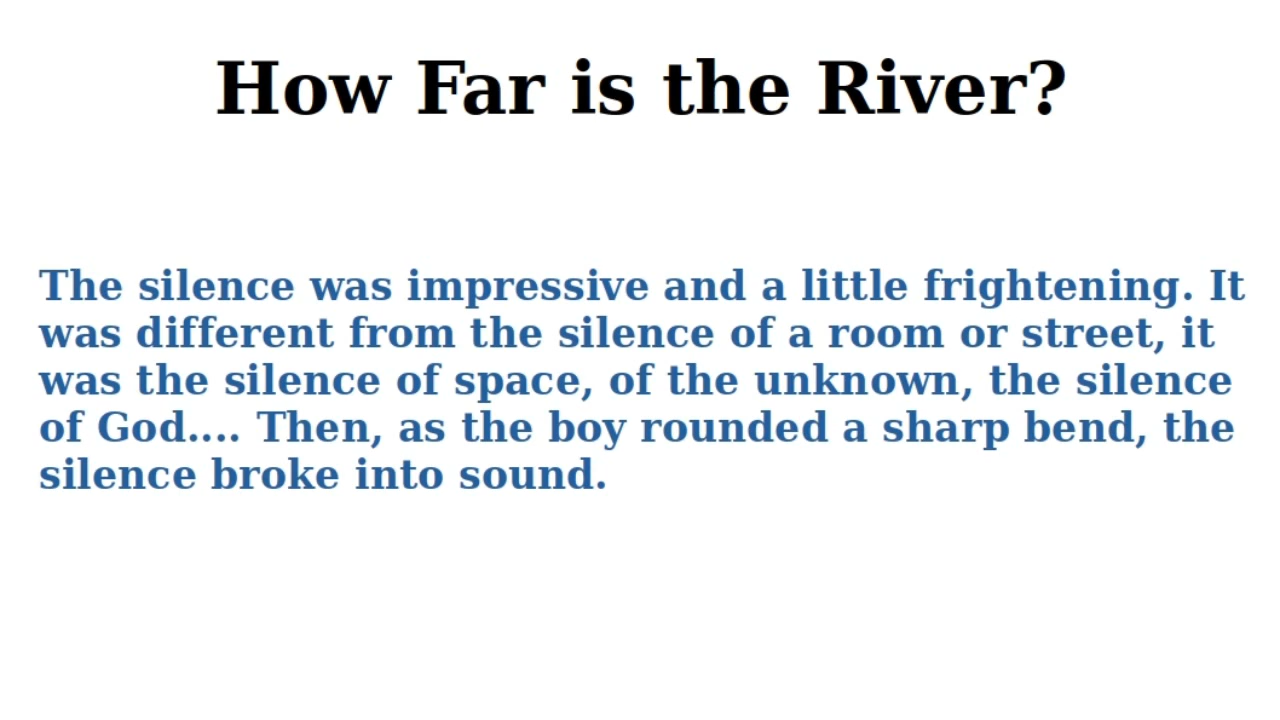 How Far is the River?
The silence was impressive and a little frightening. It
was different from the silence of a room or street, it
was the silence of space, of the unknown, the silence
of God.... Then, as the boy rounded a sharp bend, the
silence broke into sound.